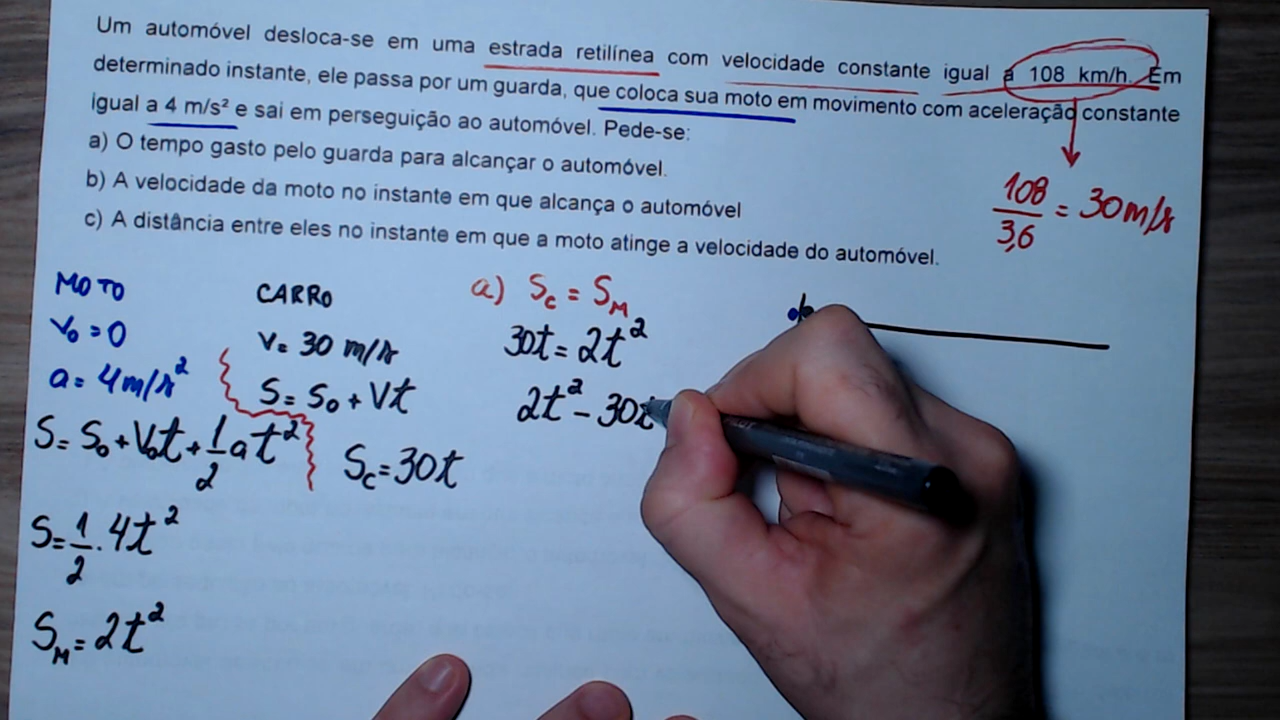 Um automóvel desloca-se em uma estrada retilínea com velocidade constante igual a 108 km/h. Em
determinado instante, ele passa por um guarda, que coloca sua moto em movimento com aceleração constante
igual a 4 m/s² e sai em perseguição ao automóvel. Pede-se:
a) O tempo gasto pelo guarda para alcançar o automóvel.
b) A velocidade da moto no instante em que alcança o automóvel
c) A distância entre eles no instante em que a moto atinge a velocidade do automóvel.
108/3,6 = 30 m/s
MOTO
V₀ = 0
a = 4 m/s²
S = S₀ + V₀t + 1/2 at²
S = 1/2 . 4t²
S_M = 2t²
CARRO
V = 30 m/s
S = S₀ + Vt
S_C = 30t
a) S_C = S_M
30t = 2t²
2t² - 30t